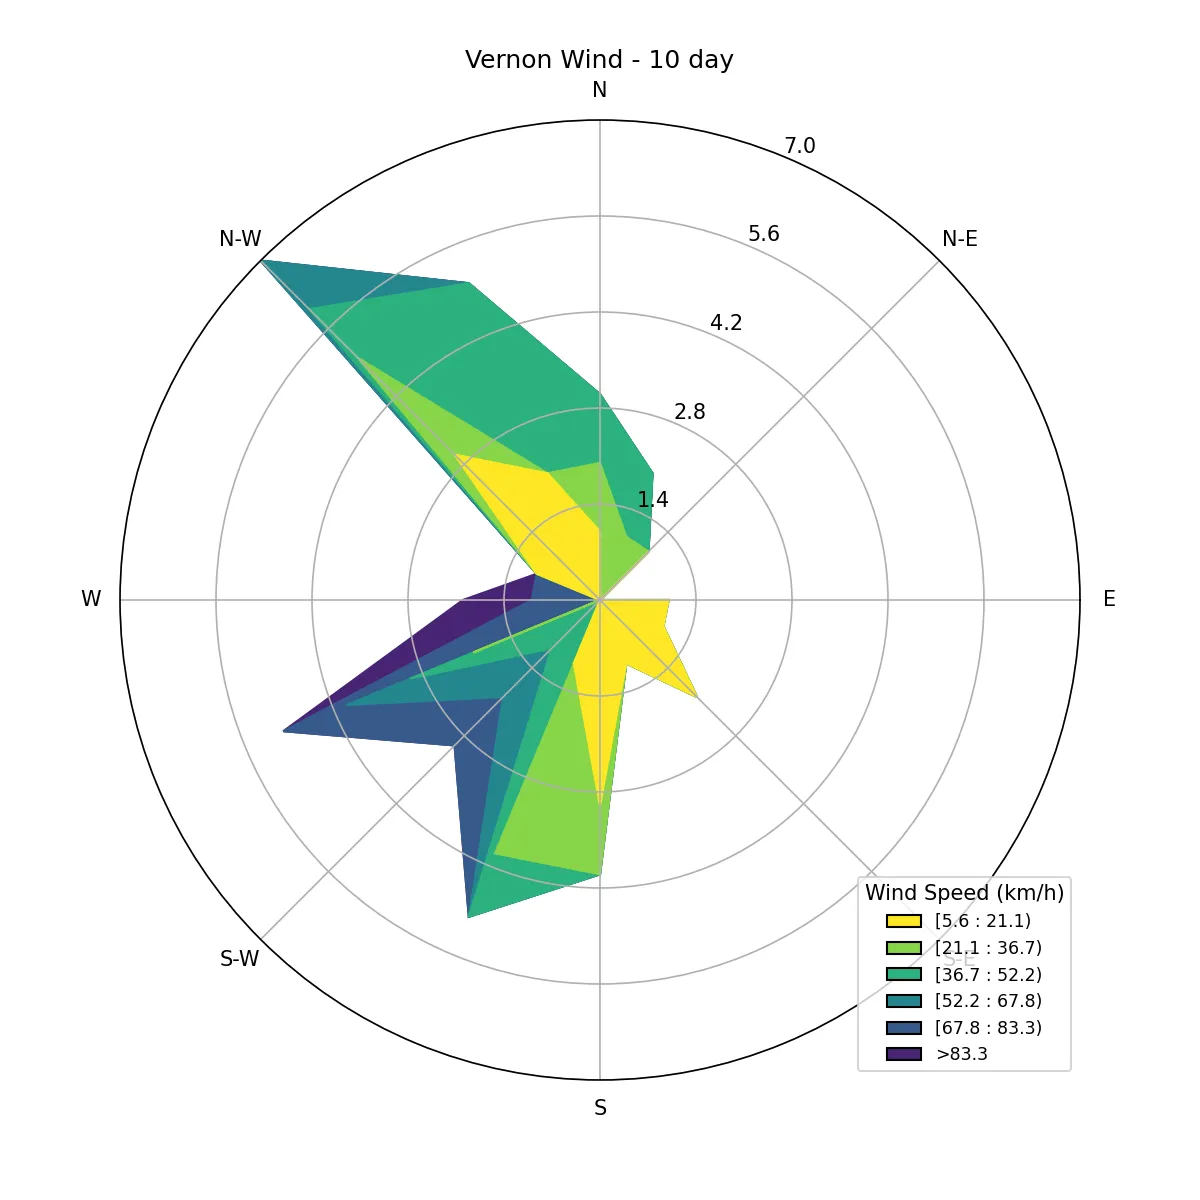 Vernon Wind - 10 day
N
7.0
N-W
5.6
N-E
4.2
2.8
1.4
W
E
Wind Speed (km/h)
[5.6 : 21.1)
[21.1 : 36.7)
S-W
S-E
[36.7 : 52.2)
[52.2 : 67.8)
[67.8 : 83.3)
>83.3
S